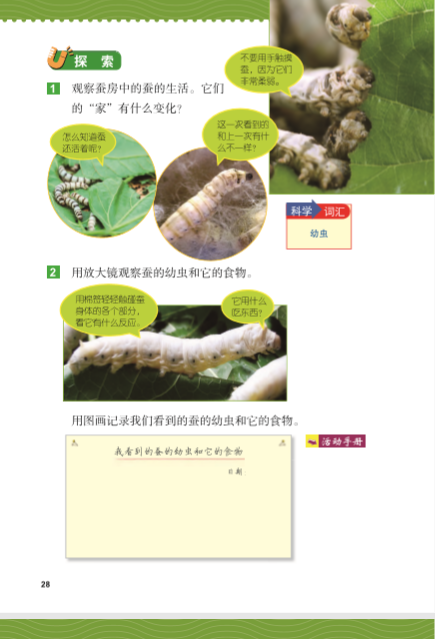 探 索
不要用手触摸
蚕，因为它们
非常柔弱。
1 观察蚕房中的蚕的生活。它们
的“家”有什么变化？
怎么知道蚕
还活着呢？
这一次看到的
和上一次有什
么不一样？
科学 词汇
幼虫
2 用放大镜观察蚕的幼虫和它的食物。
用棉签轻轻触碰蚕
身体的各个部分，
看它有什么反应。
它用什么
吃东西？
用图画记录我们看到的蚕的幼虫和它的食物。
活动手册
我看到的蚕的幼虫和它的食物
日期
28